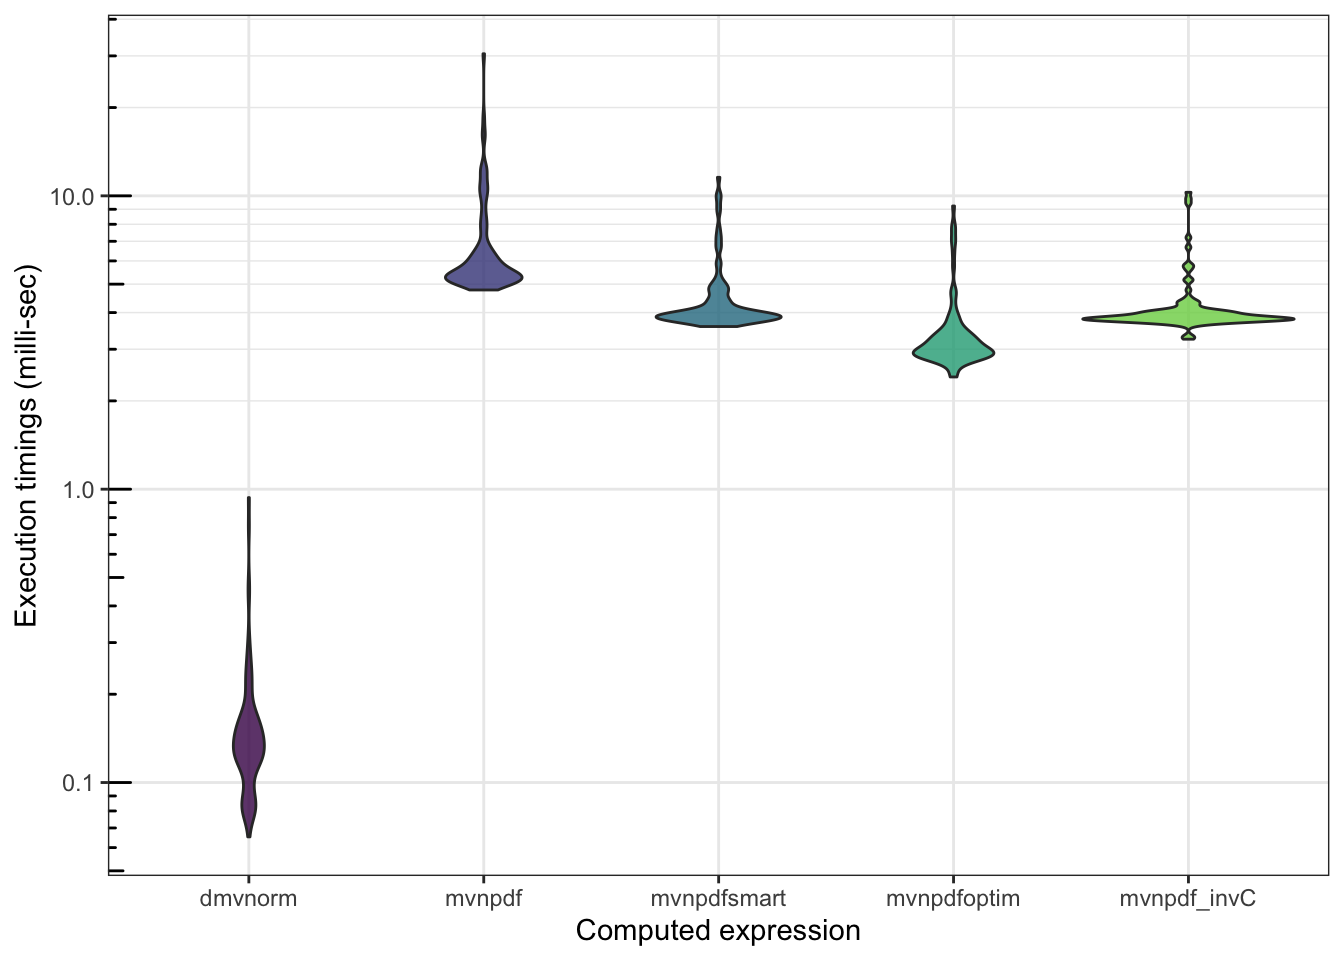 Execution timings (milli-sec)
10.0
1.0
0.1
dmvnorm
mvnpdf
mvnpdfsmart
mvnpdfoptim
mvnpdf_invC
Computed expression